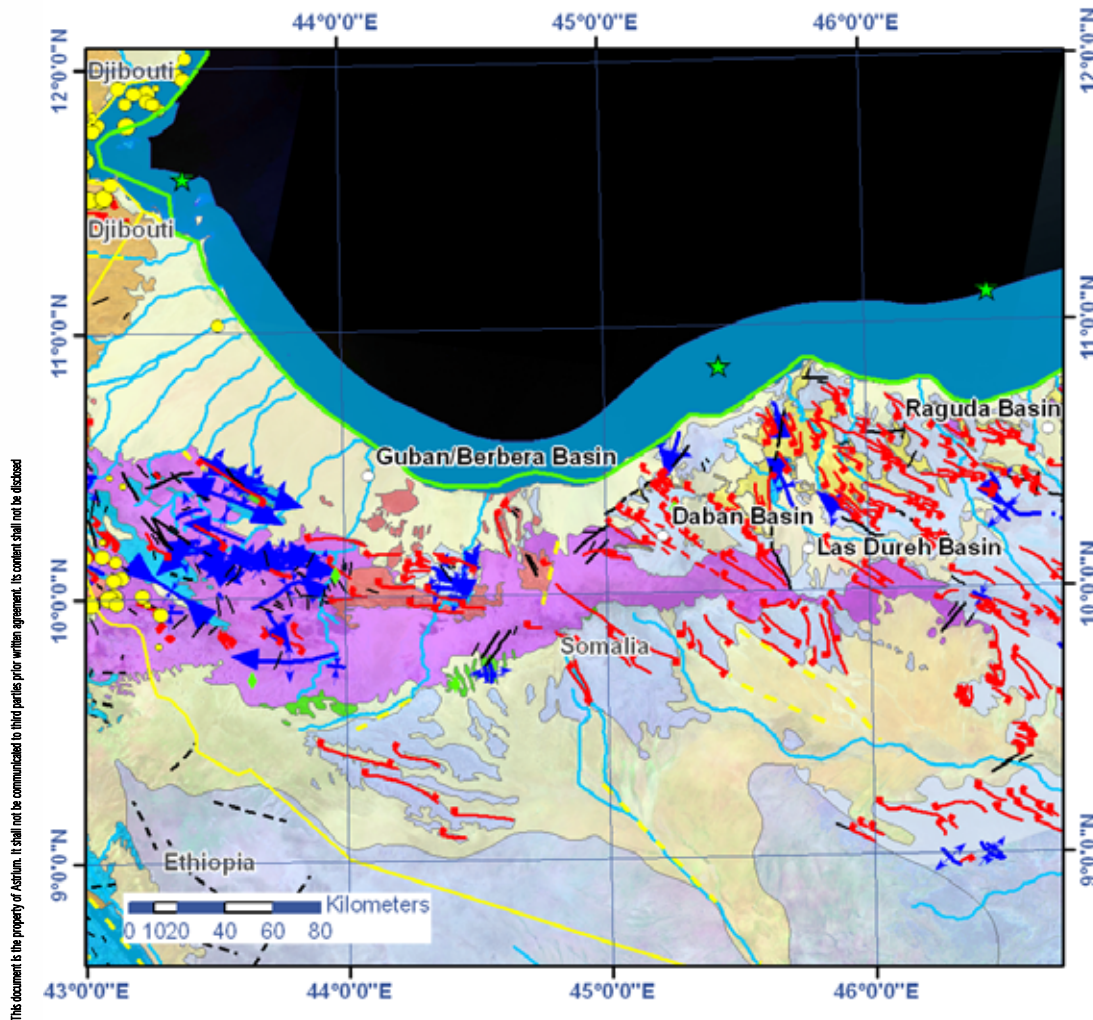 44°0'0"E 45°0'0"E 46°0'0"E
12°0'0"N
12°0'0"N
Djibouti
Djibouti
11°0'0"N
11°0'0"N
Raguda Basin
Guban/Berbera Basin
Daban Basin
Las Dureh Basin
10°0'0"N
10°0'0"N
Somalia
9°0'0"N
9°0'0"N
Ethiopia
Kilometers
0 10 20 40 60 80
43°0'0"E 44°0'0"E 45°0'0"E 46°0'0"E
This document is the property of Astrium. It shall not be communicated to third parties prior written agreement. Its content shall not be disclosed